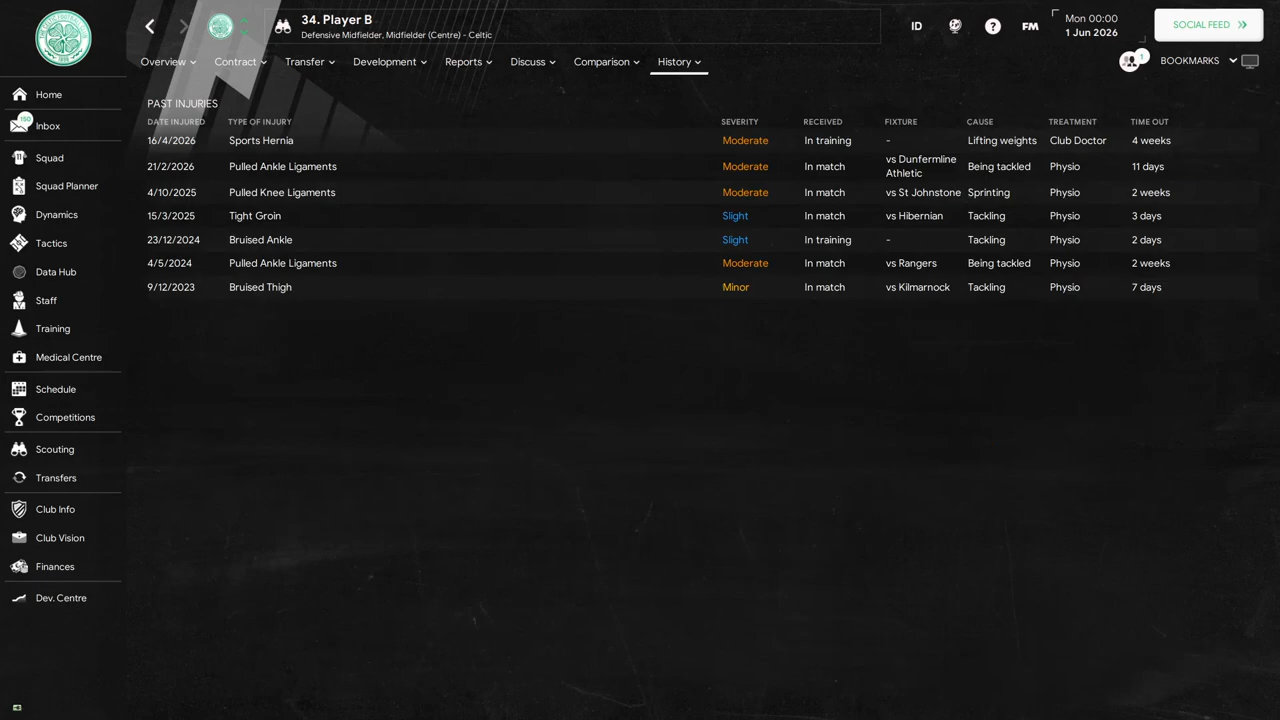 34. Player B
Defensive Midfielder, Midfielder (Centre) - Celtic
ID
FM
Mon 00:00
1 Jun 2026
SOCIAL FEED
Overview
Contract
Transfer
Development
Reports
Discuss
Comparison
History
1
BOOKMARKS
Home
150
Inbox
Squad
Squad Planner
Dynamics
Tactics
Data Hub
Staff
Training
Medical Centre
Schedule
Competitions
Scouting
Transfers
Club Info
Club Vision
Finances
Dev. Centre
PAST INJURIES
DATE INJURED TYPE OF INJURY SEVERITY RECEIVED FIXTURE CAUSE TREATMENT TIME OUT
16/4/2026 Sports Hernia Moderate In training - Lifting weights Club Doctor 4 weeks
21/2/2026 Pulled Ankle Ligaments Moderate In match vs Dunfermline Athletic Being tackled Physio 11 days
4/10/2025 Pulled Knee Ligaments Moderate In match vs St Johnstone Sprinting Physio 2 weeks
15/3/2025 Tight Groin Slight In match vs Hibernian Tackling Physio 3 days
23/12/2024 Bruised Ankle Slight In training - Tackling Physio 2 days
4/5/2024 Pulled Ankle Ligaments Moderate In match vs Rangers Being tackled Physio 2 weeks
9/12/2023 Bruised Thigh Minor In match vs Kilmarnock Tackling Physio 7 days